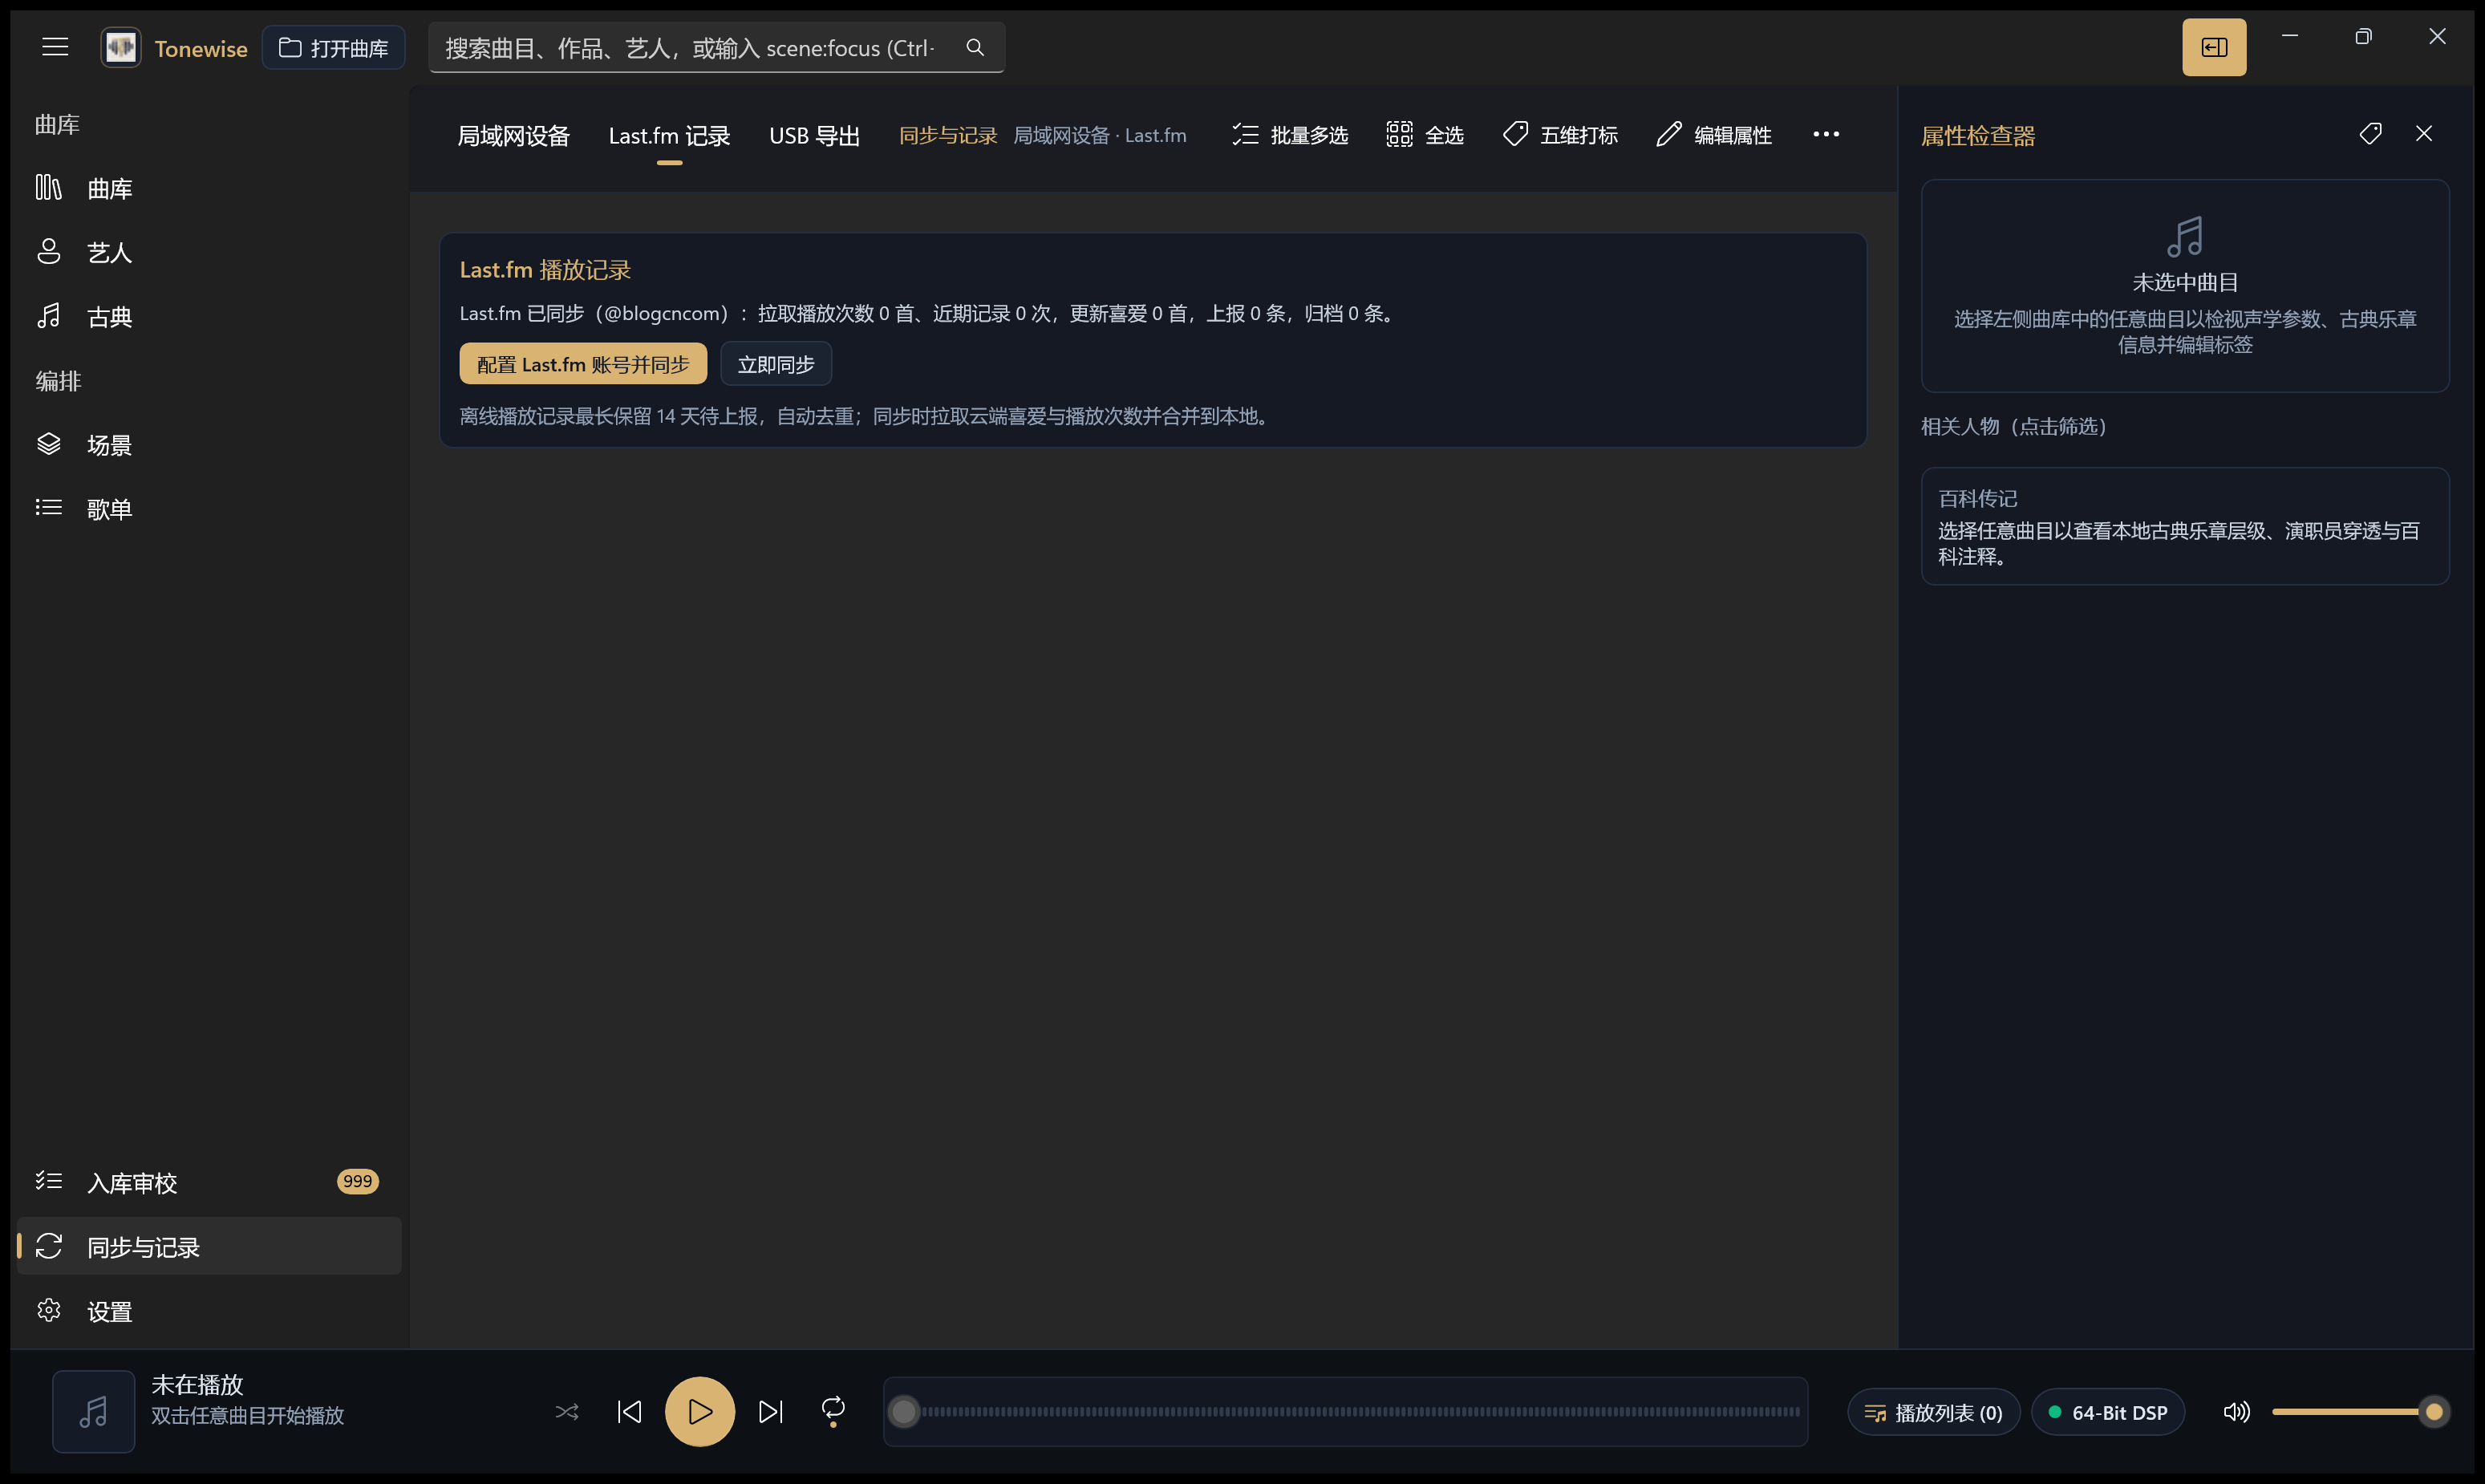 Tonewise
打开曲库
搜索曲目、作品、艺人，或输入 scene:focus (Ctrl-
曲库
曲库
艺人
古典
编排
场景
歌单
入库审校
999
同步与记录
设置
局域网设备
Last.fm 记录
USB 导出
同步与记录
局域网设备 · Last.fm
批量多选
全选
五维打标
编辑属性
Last.fm 播放记录
Last.fm 已同步（@blogcncom）：拉取播放次数 0 首、近期记录 0 次，更新喜爱 0 首，上报 0 条，归档 0 条。
配置 Last.fm 账号并同步
立即同步
离线播放记录最长保留 14 天待上报，自动去重；同步时拉取云端喜爱与播放次数并合并到本地。
属性检查器
未选中曲目
选择左侧曲库中的任意曲目以检视声学参数、古典乐章
信息并编辑标签
相关人物（点击筛选）
百科传记
选择任意曲目以查看本地古典乐章层级、演职员穿透与百
科注释。
未在播放
双击任意曲目开始播放
播放列表 (0)
64-Bit DSP